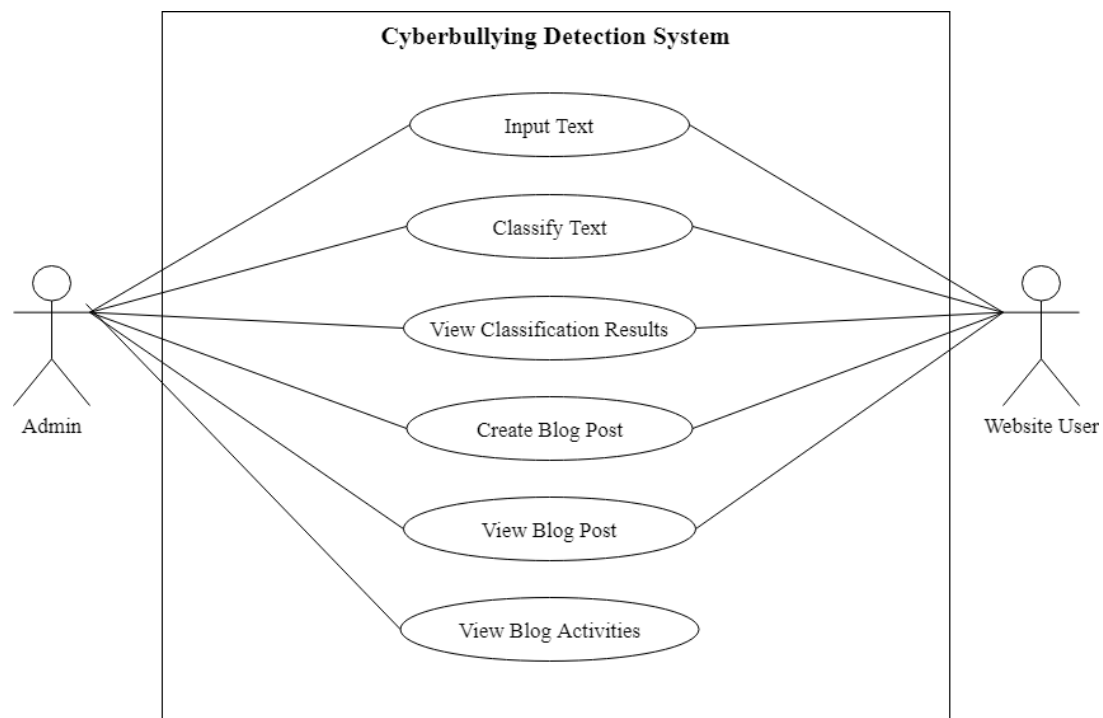 Cyberbullying Detection System
Input Text
Classify Text
View Classification Results
Admin
Website User
Create Blog Post
View Blog Post
View Blog Activities